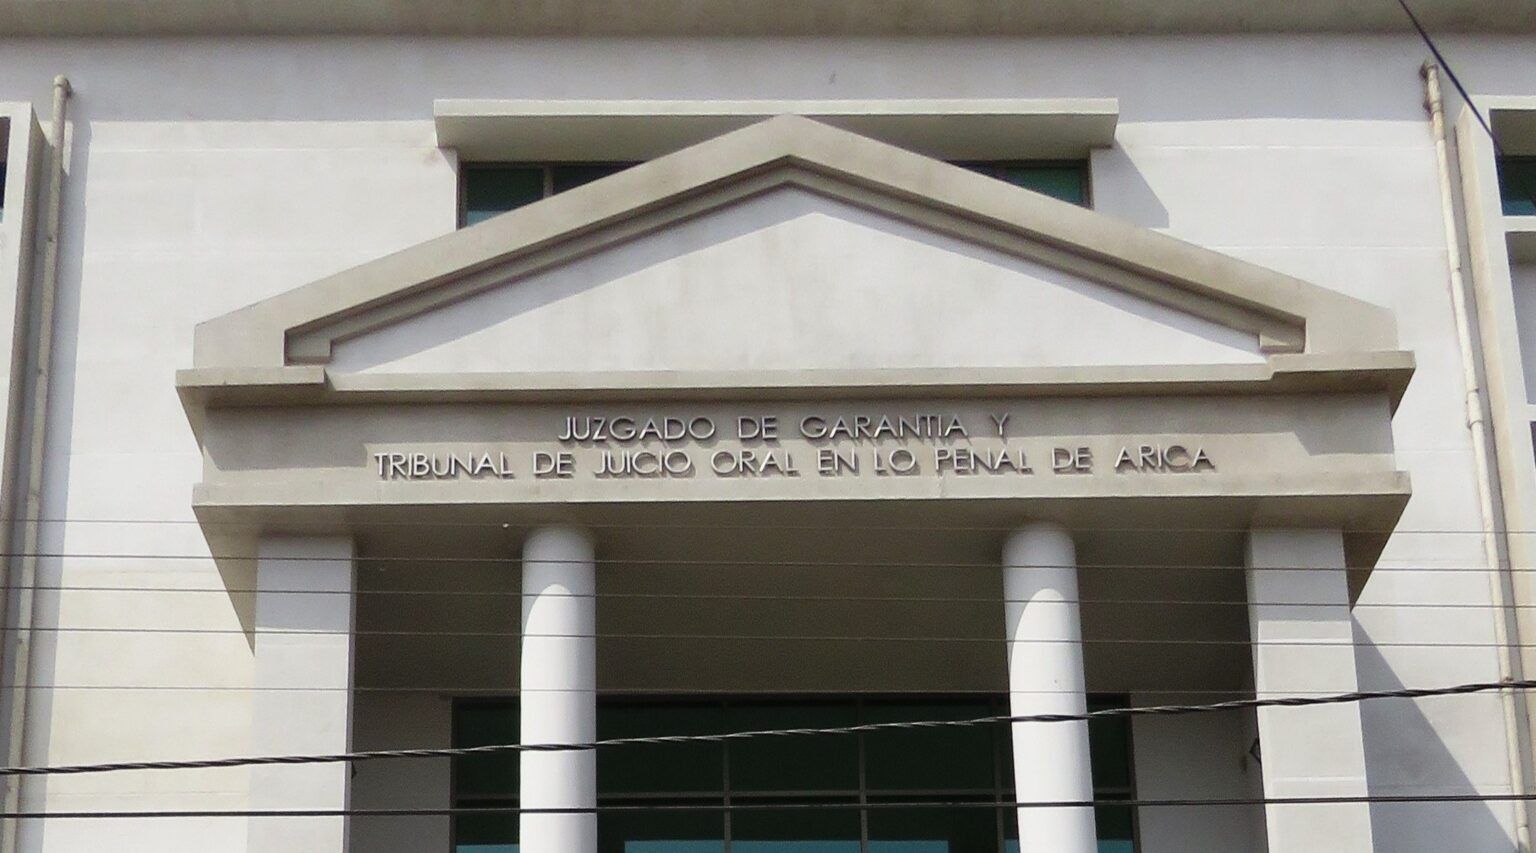 JUZGADO DE GARANTIA Y
TRIBUNAL DE JUICIO ORAL EN LO PENAL DE ARICA